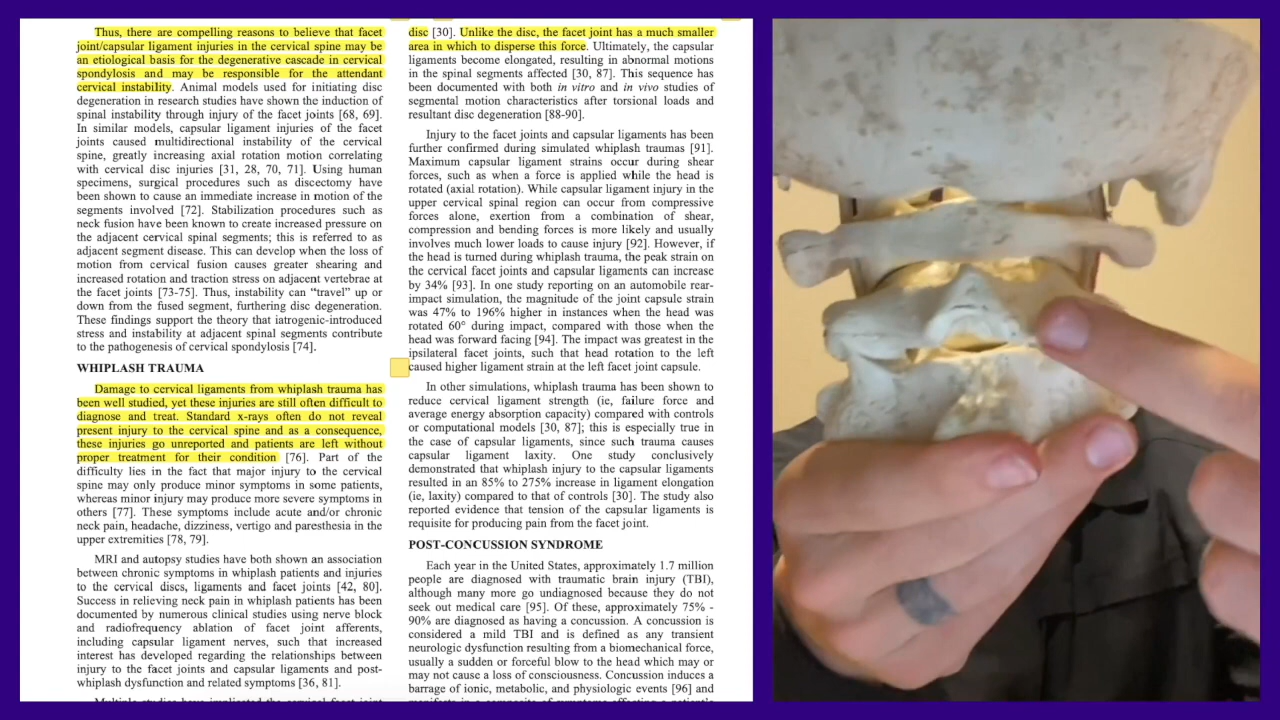 Thus, there are compelling reasons to believe that facet
joint/capsular ligament injuries in the cervical spine may be
an etiological basis for the degenerative cascade in cervical
spondylosis and may be responsible for the attendant
cervical instability. Animal models used for initiating disc
degeneration in research studies have shown the induction of
spinal instability through injury of the facet joints [68, 69].
In similar models, capsular ligament injuries of the facet
joints caused multidirectional instability of the cervical
spine, greatly increasing axial rotation motion correlating
with cervical disc injuries [31, 28, 70, 71]. Using human
specimens, surgical procedures such as discectomy have
been shown to cause an immediate increase in motion of the
segments involved [72]. Stabilization procedures such as
neck fusion have been known to create increased pressure on
the adjacent cervical spinal segments; this is referred to as
adjacent segment disease. This can develop when the loss of
motion from cervical fusion causes greater shearing and
increased rotation and traction stress on adjacent vertebrae at
the facet joints [73-75]. Thus, instability can “travel” up or
down from the fused segment, furthering disc degeneration.
These findings support the theory that iatrogenic-introduced
stress and instability at adjacent spinal segments contribute
to the pathogenesis of cervical spondylosis [74].
WHIPLASH TRAUMA
Damage to cervical ligaments from whiplash trauma has
been well studied, yet these injuries are still often difficult to
diagnose and treat. Standard x-rays often do not reveal
present injury to the cervical spine and as a consequence,
these injuries go unreported and patients are left without
proper treatment for their condition [76]. Part of the
difficulty lies in the fact that major injury to the cervical
spine may only produce minor symptoms in some patients,
whereas minor injury may produce more severe symptoms in
others [77]. These symptoms include acute and/or chronic
neck pain, headache, dizziness, vertigo and paresthesia in the
upper extremities [78, 79].
MRI and autopsy studies have both shown an association
between chronic symptoms in whiplash patients and injuries
to the cervical discs, ligaments and facet joints [42, 80].
Success in relieving neck pain in whiplash patients has been
documented by numerous clinical studies using nerve block
and radiofrequency ablation of facet joint afferents,
including capsular ligament nerves, such that increased
interest has developed regarding the relationships between
injury to the facet joints and capsular ligaments and post-
whiplash dysfunction and related symptoms [36, 81].
disc [30]. Unlike the disc, the facet joint has a much smaller
area in which to disperse this force. Ultimately, the capsular
ligaments become elongated, resulting in abnormal motions
in the spinal segments affected [30, 87]. This sequence has
been documented with both in vitro and in vivo studies of
segmental motion characteristics after torsional loads and
resultant disc degeneration [88-90].
Injury to the facet joints and capsular ligaments has been
further confirmed during simulated whiplash traumas [91].
Maximum capsular ligament strains occur during shear
forces, such as when a force is applied while the head is
rotated (axial rotation). While capsular ligament injury in the
upper cervical spinal region can occur from compressive
forces alone, exertion from a combination of shear,
compression and bending forces is more likely and usually
involves much lower loads to cause injury [92]. However, if
the head is turned during whiplash trauma, the peak strain on
the cervical facet joints and capsular ligaments can increase
by 34% [93]. In one study reporting on an automobile rear-
impact simulation, the magnitude of the joint capsule strain
was 47% to 196% higher in instances when the head was
rotated 60° during impact, compared with those when the
head was forward facing [94]. The impact was greatest in the
ipsilateral facet joints, such that head rotation to the left
caused higher ligament strain at the left facet joint capsule.
In other simulations, whiplash trauma has been shown to
reduce cervical ligament strength (ie, failure force and
average energy absorption capacity) compared with controls
or computational models [30, 87]; this is especially true in
the case of capsular ligaments, since such trauma causes
capsular ligament laxity. One study conclusively
demonstrated that whiplash injury to the capsular ligaments
resulted in an 85% to 275% increase in ligament elongation
(ie, laxity) compared to that of controls [30]. The study also
reported evidence that tension of the capsular ligaments is
requisite for producing pain from the facet joint.
POST-CONCUSSION SYNDROME
Each year in the United States, approximately 1.7 million
people are diagnosed with traumatic brain injury (TBI),
although many more go undiagnosed because they do not
seek out medical care [95]. Of these, approximately 75% -
90% are diagnosed as having a concussion. A concussion is
considered a mild TBI and is defined as any transient
neurologic dysfunction resulting from a biomechanical force,
usually a sudden or forceful blow to the head which may or
may not cause a loss of consciousness. Concussion induces a
barrage of ionic, metabolic, and physiologic events [96] and